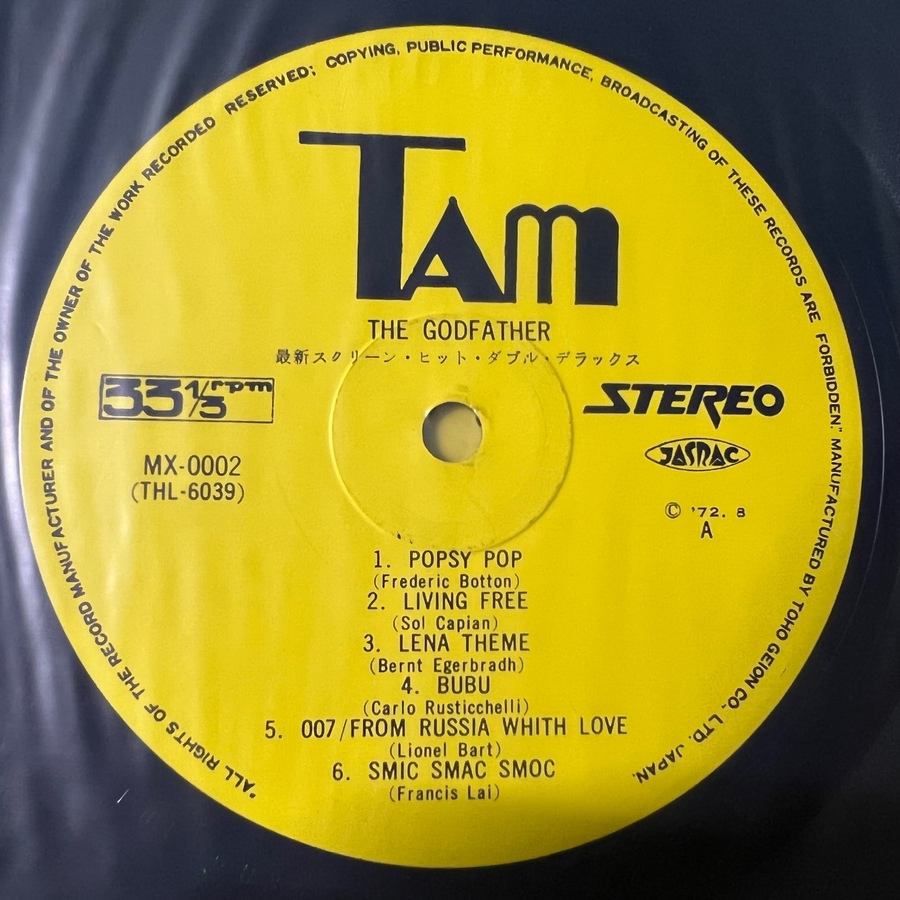 "ALL RIGHTS OF THE RECORD MANUFACTURER AND OF THE OWNER OF THE WORK RECORDED RESERVED; COPYING, PUBLIC PERFORMANCE, BROADCASTING OF THESE RECORDS ARE FORBIDDEN." MANUFACTURED BY TOHO GEION CO., LTD. JAPAN.
TAM
THE GODFATHER
最新スクリーン・ヒット・ダブル・デラックス
33 1/3 rpm
STEREO
JASRAC
MX-0002
(THL-6039)
© '72. 8
A
1. POPSY POP
(Frederic Botton)
2. LIVING FREE
(Sol Capian)
3. LENA THEME
(Bernt Egerbradh)
4. BUBU
(Carlo Rusticchelli)
5. 007/FROM RUSSIA WHITH LOVE
(Lionel Bart)
6. SMIC SMAC SMOC
(Francis Lai)